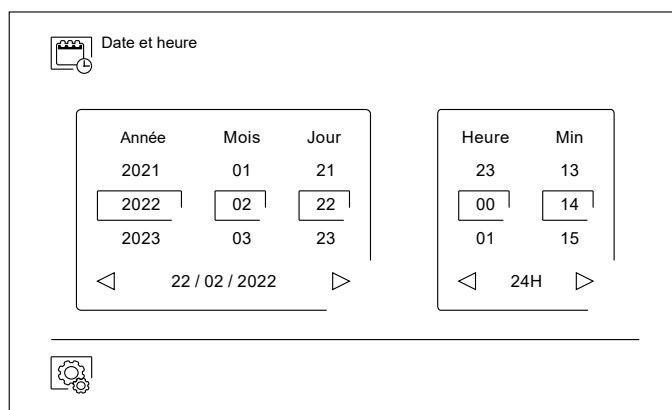 Date et heure
Année Mois Jour
2021 01 21
2022 02 22
2023 03 23
22 / 02 / 2022
Heure Min
23 13
00 14
01 15
24H